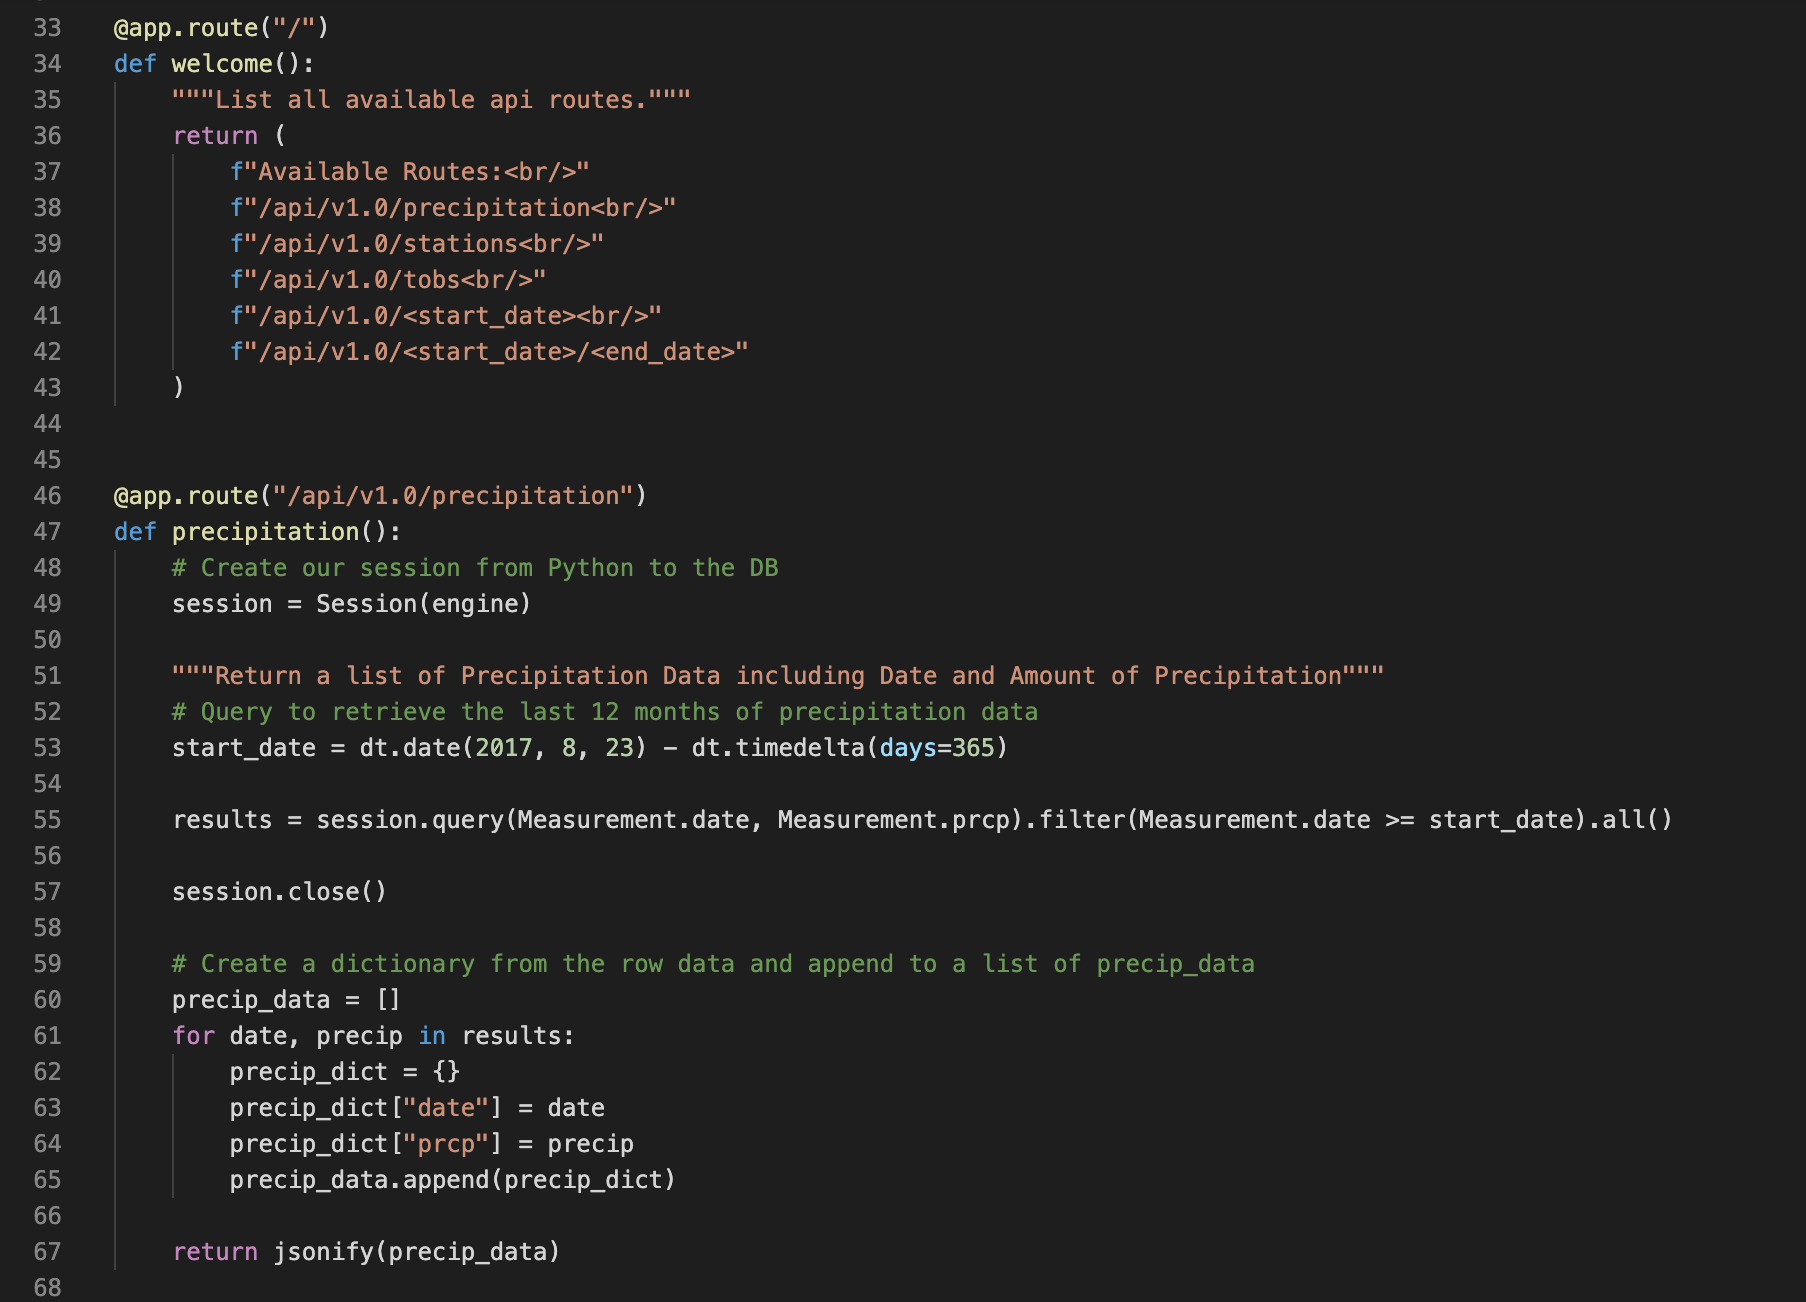 33 @app.route("/")
34 def welcome():
35     """List all available api routes."""
36     return (
37         f"Available Routes:<br/>"
38         f"/api/v1.0/precipitation<br/>"
39         f"/api/v1.0/stations<br/>"
40         f"/api/v1.0/tobs<br/>"
41         f"/api/v1.0/<start_date><br/>"
42         f"/api/v1.0/<start_date>/<end_date>"
43     )
44
45
46 @app.route("/api/v1.0/precipitation")
47 def precipitation():
48     # Create our session from Python to the DB
49     session = Session(engine)
50
51     """Return a list of Precipitation Data including Date and Amount of Precipitation"""
52     # Query to retrieve the last 12 months of precipitation data
53     start_date = dt.date(2017, 8, 23) - dt.timedelta(days=365)
54
55     results = session.query(Measurement.date, Measurement.prcp).filter(Measurement.date >= start_date).all()
56
57     session.close()
58
59     # Create a dictionary from the row data and append to a list of precip_data
60     precip_data = []
61     for date, precip in results:
62         precip_dict = {}
63         precip_dict["date"] = date
64         precip_dict["prcp"] = precip
65         precip_data.append(precip_dict)
66
67     return jsonify(precip_data)
68